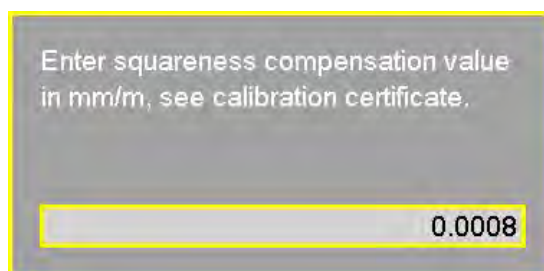 Enter squareness compensation value
in mm/m, see calibration certificate.
0.0008